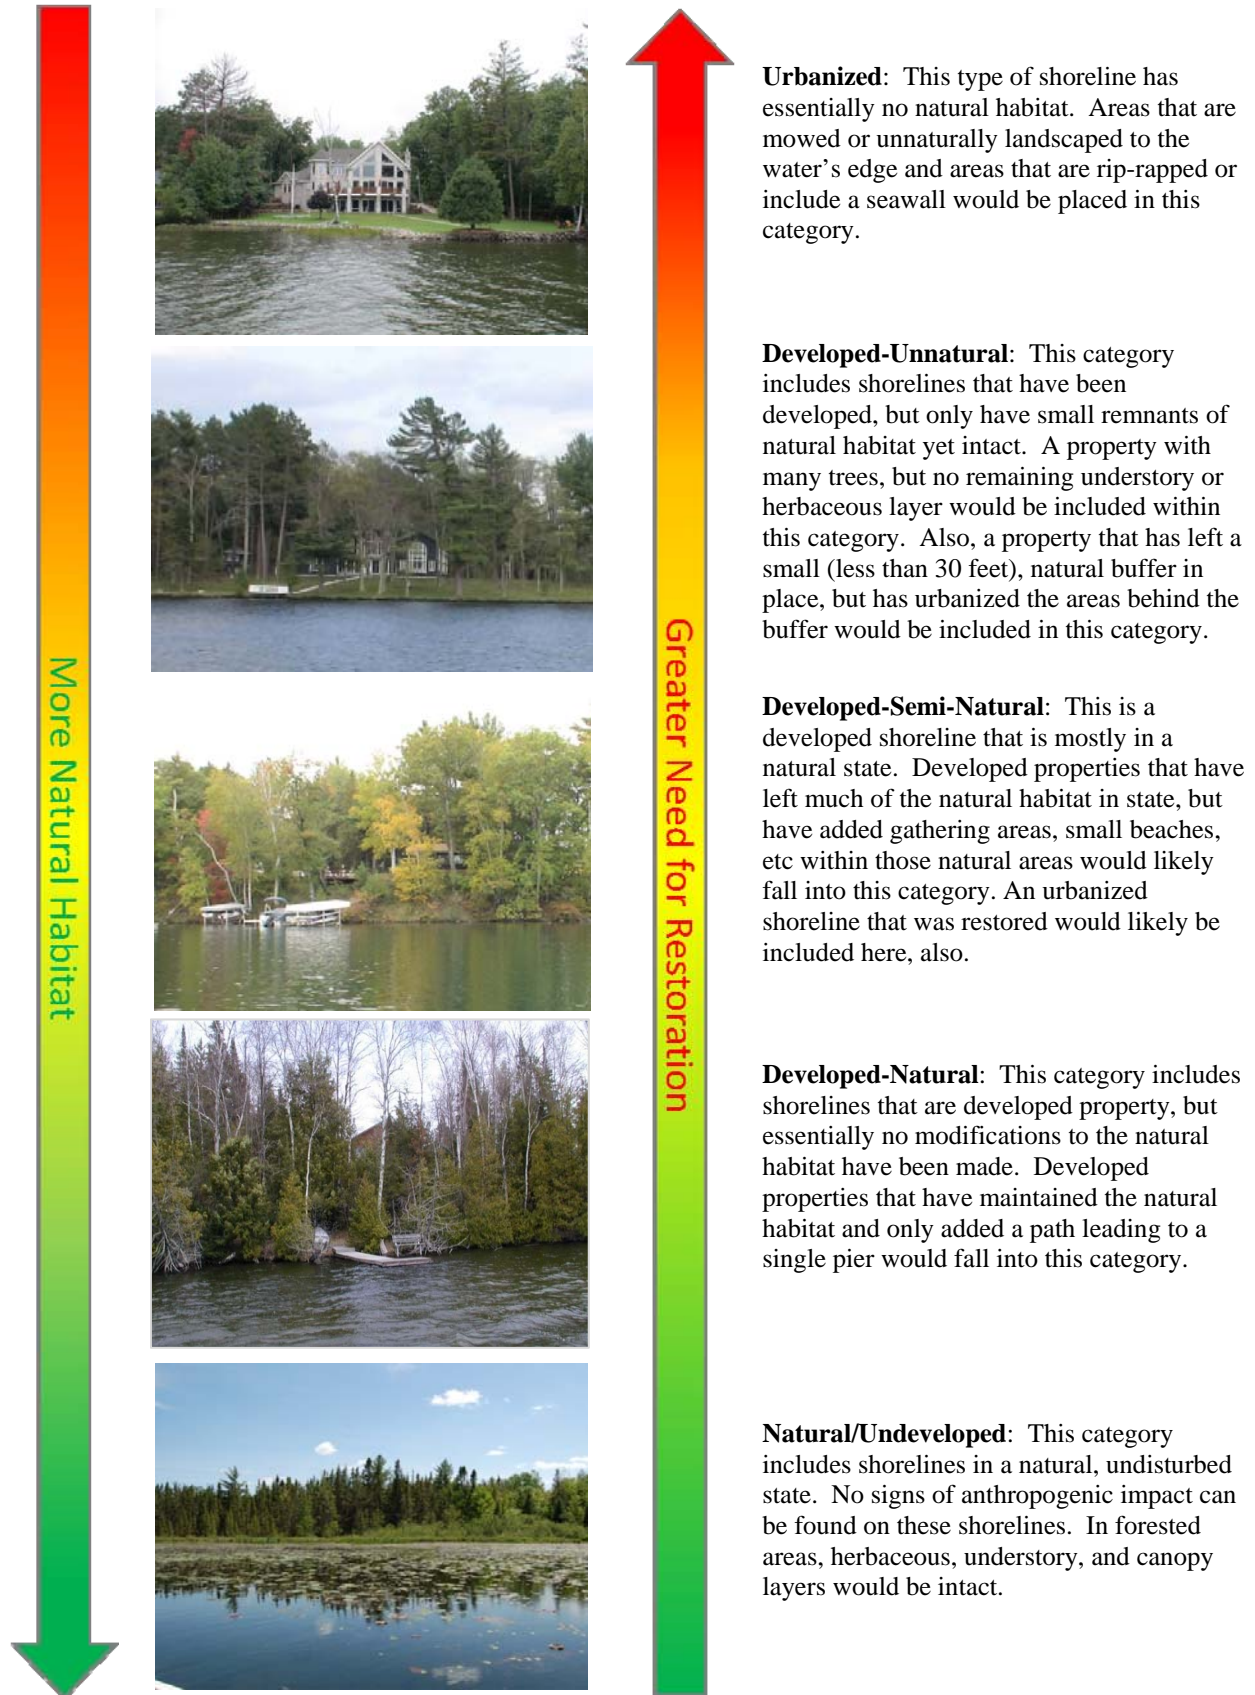 Urbanized: This type of shoreline has
essentially no natural habitat. Areas that are
mowed or unnaturally landscaped to the
water’s edge and areas that are rip-rapped or
include a seawall would be placed in this
category.
Developed-Unnatural: This category
includes shorelines that have been
developed, but only have small remnants of
natural habitat yet intact. A property with
many trees, but no remaining understory or
herbaceous layer would be included within
this category. Also, a property that has left a
small (less than 30 feet), natural buffer in
place, but has urbanized the areas behind the
buffer would be included in this category.
More Natural Habitat
Greater Need for Restoration
Developed-Semi-Natural: This is a
developed shoreline that is mostly in a
natural state. Developed properties that have
left much of the natural habitat in state, but
have added gathering areas, small beaches,
etc within those natural areas would likely
fall into this category. An urbanized
shoreline that was restored would likely be
included here, also.
Developed-Natural: This category includes
shorelines that are developed property, but
essentially no modifications to the natural
habitat have been made. Developed
properties that have maintained the natural
habitat and only added a path leading to a
single pier would fall into this category.
Natural/Undeveloped: This category
includes shorelines in a natural, undisturbed
state. No signs of anthropogenic impact can
be found on these shorelines. In forested
areas, herbaceous, understory, and canopy
layers would be intact.